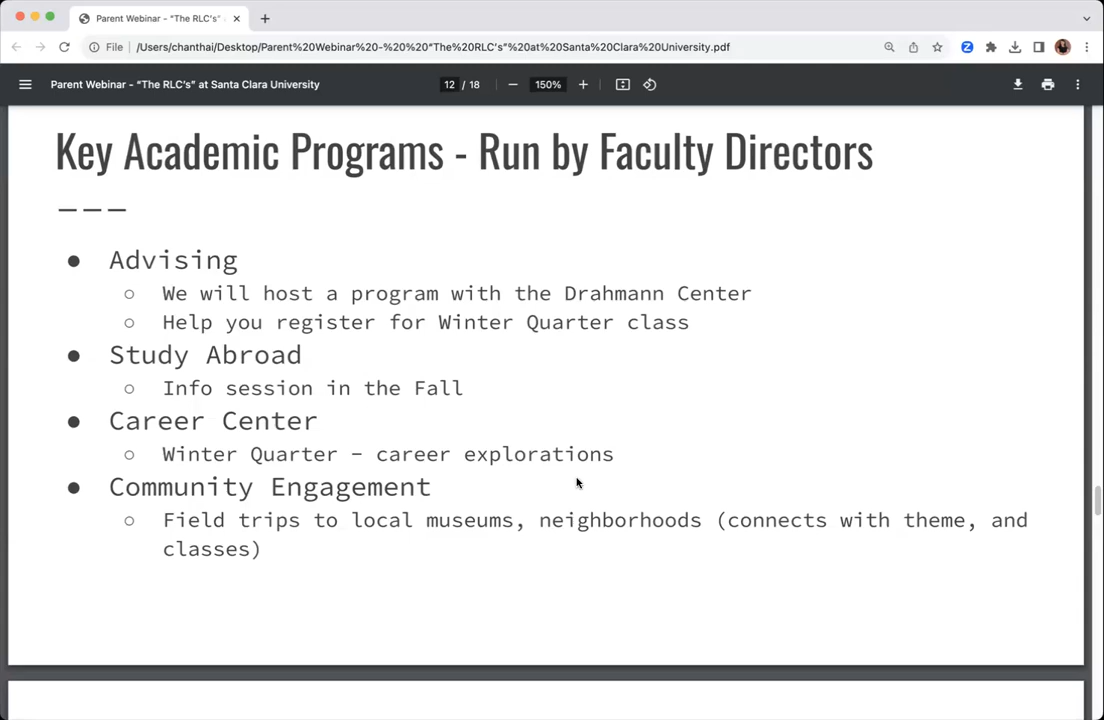 Parent Webinar - "The RLC's"
File
/Users/chanthai/Desktop/Parent%20Webinar%20-%20%20"The%20RLC's"%20at%20Santa%20Clara%20University.pdf
Parent Webinar - "The RLC's" at Santa Clara University
12 / 18
150%
Key Academic Programs - Run by Faculty Directors
Advising
We will host a program with the Drahmann Center
Help you register for Winter Quarter class
Study Abroad
Info session in the Fall
Career Center
Winter Quarter - career explorations
Community Engagement
Field trips to local museums, neighborhoods (connects with theme, and
classes)